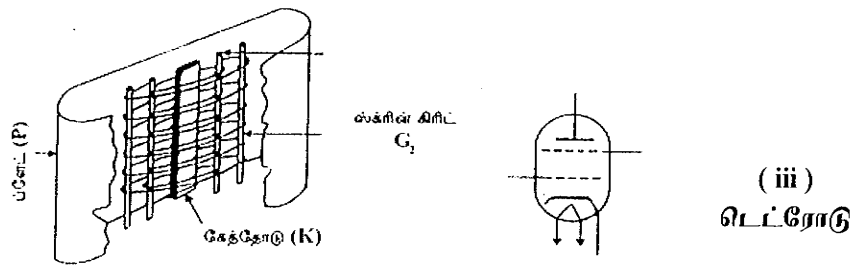 ப்ளேட் (P)
ஸ்கிரின் கிரிட்
G₂
கேத்தோடு (K)
( iii )
டெட்ரோடு